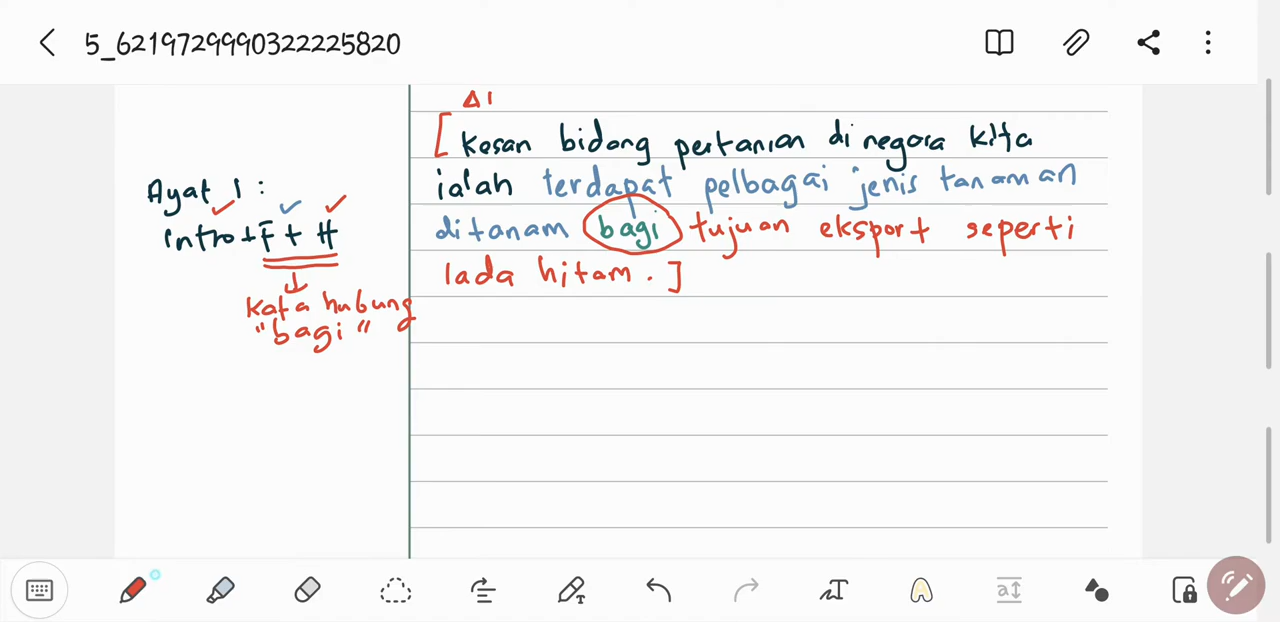 5_6219729990322225820
Δ1
[ Kesan bidang pertanian di negara kita
ialah terdapat pelbagai jenis tanaman
ditanam bagi tujuan eksport seperti
lada hitam. ]
Ayat 1 :
intro + F + H
Kata hubung
"bagi"